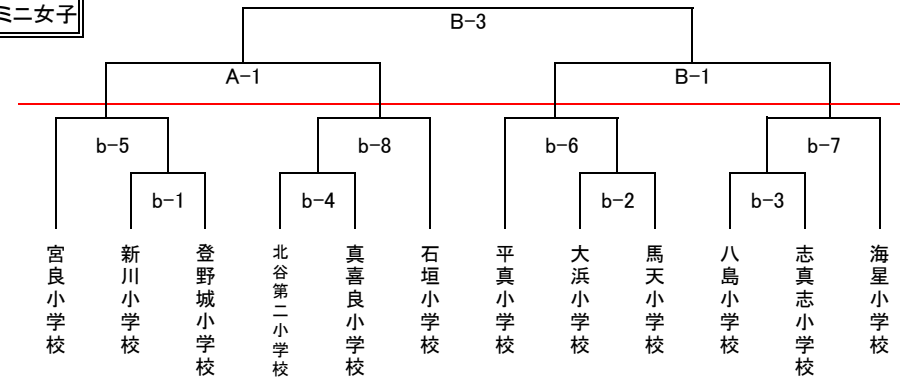 ミニ女子
B-3
A-1
B-1
b-5
b-8
b-6
b-7
b-1
b-4
b-2
b-3
宮良小学校
新川小学校
登野城小学校
北谷第二小学校
真喜良小学校
石垣小学校
平真小学校
大浜小学校
馬天小学校
八島小学校
志真志小学校
海星小学校